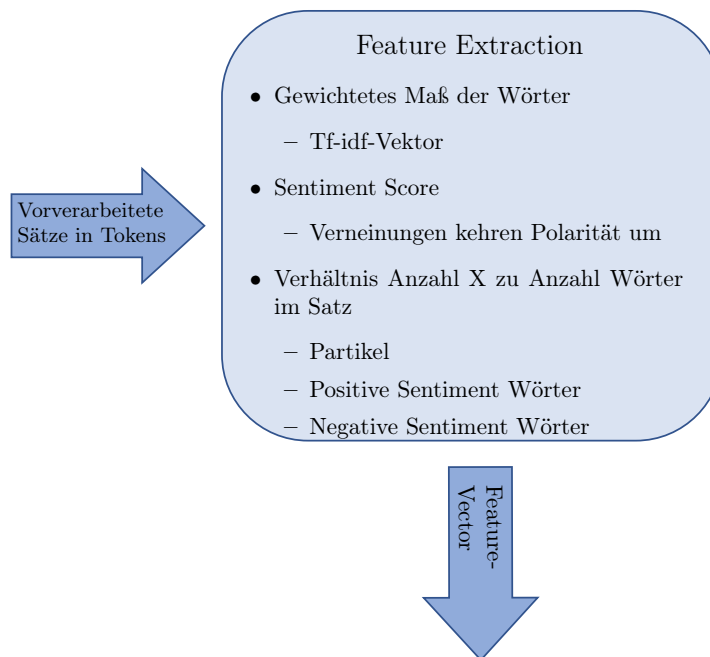 Feature Extraction
• Gewichtetes Maß der Wörter
– Tf-idf-Vektor
• Sentiment Score
– Verneinungen kehren Polarität um
• Verhältnis Anzahl X zu Anzahl Wörter
im Satz
– Partikel
– Positive Sentiment Wörter
– Negative Sentiment Wörter
Vorverarbeitete
Sätze in Tokens
Feature-
Vector